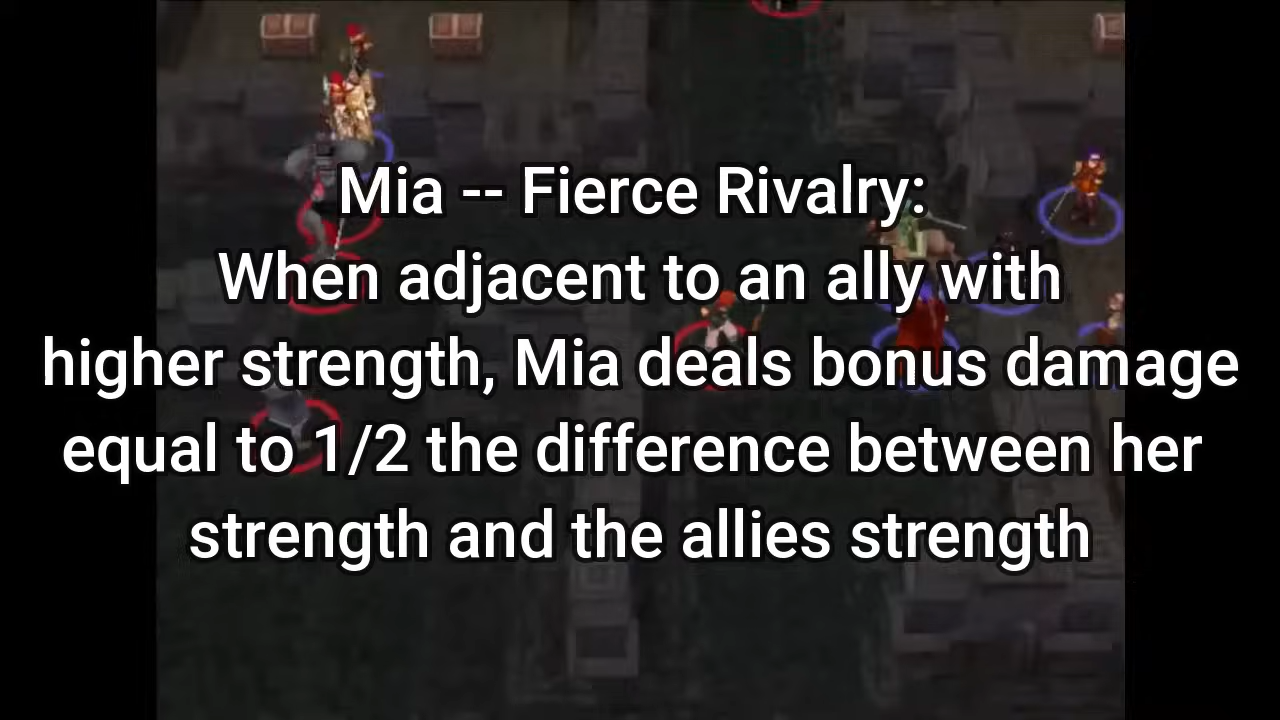 Mia -- Fierce Rivalry:
When adjacent to an ally with
higher strength, Mia deals bonus damage
equal to 1/2 the difference between her
strength and the allies strength